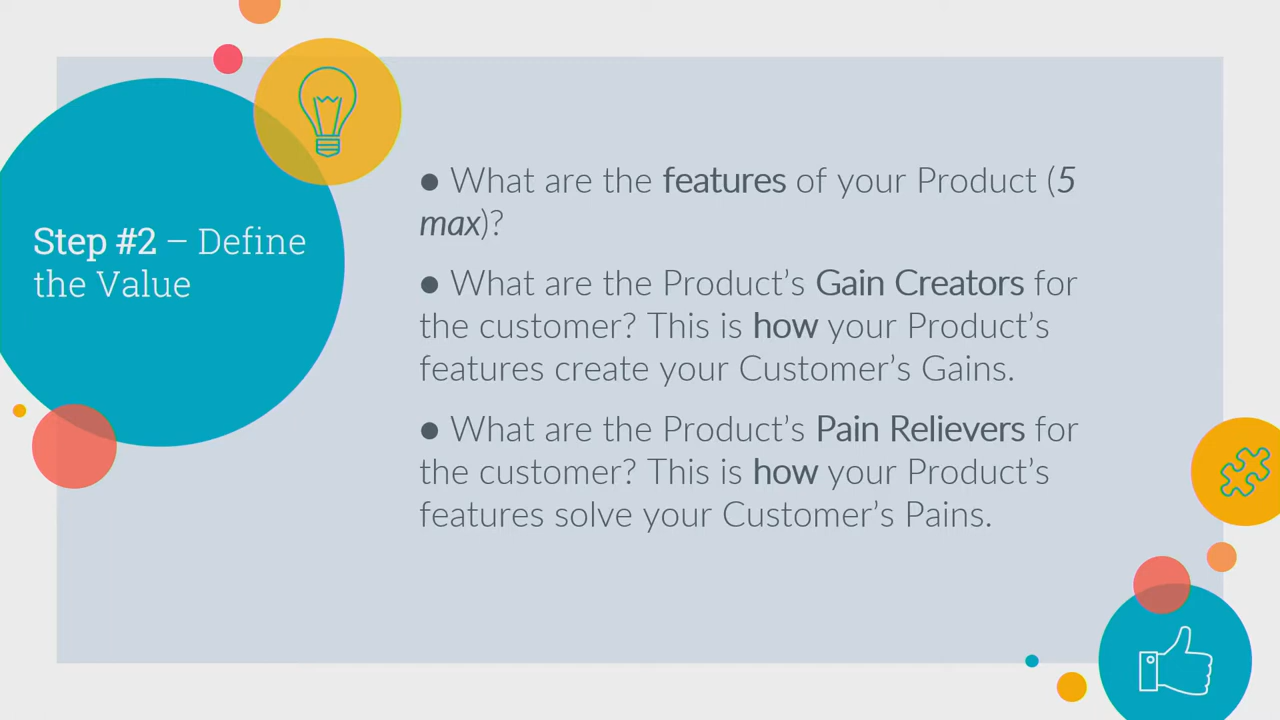 Step #2 – Define
the Value
● What are the features of your Product (5
max)?
● What are the Product’s Gain Creators for
the customer? This is how your Product’s
features create your Customer’s Gains.
● What are the Product’s Pain Relievers for
the customer? This is how your Product’s
features solve your Customer’s Pains.